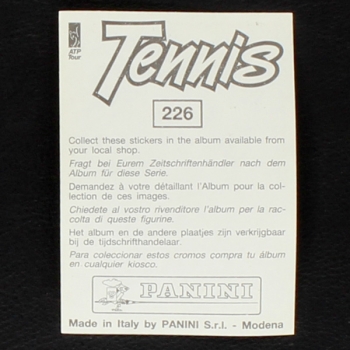 Tennis
ATP
Tour
226
Collect these stickers in the album available from
your local shop.
Fragt bei Eurem Zeitschriftenhändler nach dem
Album für diese Serie.
Demandez à votre détaillant l'Album pour la col-
lection de ces images.
Chiedete al vostro rivenditore l'album per la rac-
colta di queste figurine.
Het album en de andere plaatjes zijn verkrijgbaar
bij de tijdschrifthandelaar.
Para coleccionar estos cromos compra tu álbum
en cualquier kiosco.
PANINI
Made in Italy by PANINI S.r.l. - Modena